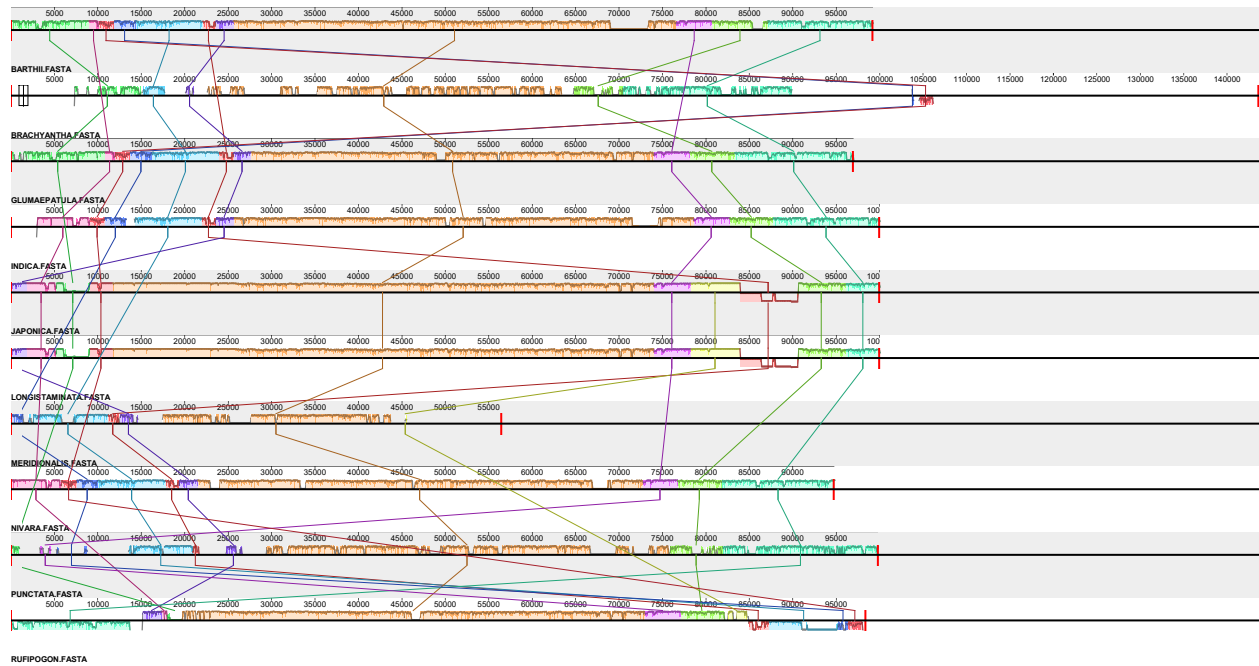 5000 10000 15000 20000 25000 30000 35000 40000 45000 50000 55000 60000 65000 70000 75000 80000 85000 90000 95000
BARTHII.FASTA
5000 10000 15000 20000 25000 30000 35000 40000 45000 50000 55000 60000 65000 70000 75000 80000 85000 90000 95000 100000 105000 110000 115000 120000 125000 130000 135000 140000
BRACHYANTHA.FASTA
5000 10000 15000 20000 25000 30000 35000 40000 45000 50000 55000 60000 65000 70000 75000 80000 85000 90000 95000
GLUMAEPATULA.FASTA
5000 10000 15000 20000 25000 30000 35000 40000 45000 50000 55000 60000 65000 70000 75000 80000 85000 90000 95000 100
INDICA.FASTA
5000 10000 15000 20000 25000 30000 35000 40000 45000 50000 55000 60000 65000 70000 75000 80000 85000 90000 95000 100
JAPONICA.FASTA
5000 10000 15000 20000 25000 30000 35000 40000 45000 50000 55000 60000 65000 70000 75000 80000 85000 90000 95000 100
LONGISTAMINATA.FASTA
5000 10000 15000 20000 25000 30000 35000 40000 45000 50000 55000
MERIDIONALIS.FASTA
5000 10000 15000 20000 25000 30000 35000 40000 45000 50000 55000 60000 65000 70000 75000 80000 85000 90000
NIVARA.FASTA
5000 10000 15000 20000 25000 30000 35000 40000 45000 50000 55000 60000 65000 70000 75000 80000 85000 90000 95000
PUNCTATA.FASTA
5000 10000 15000 20000 25000 30000 35000 40000 45000 50000 55000 60000 65000 70000 75000 80000 85000 90000 95000
RUFIPOGON.FASTA